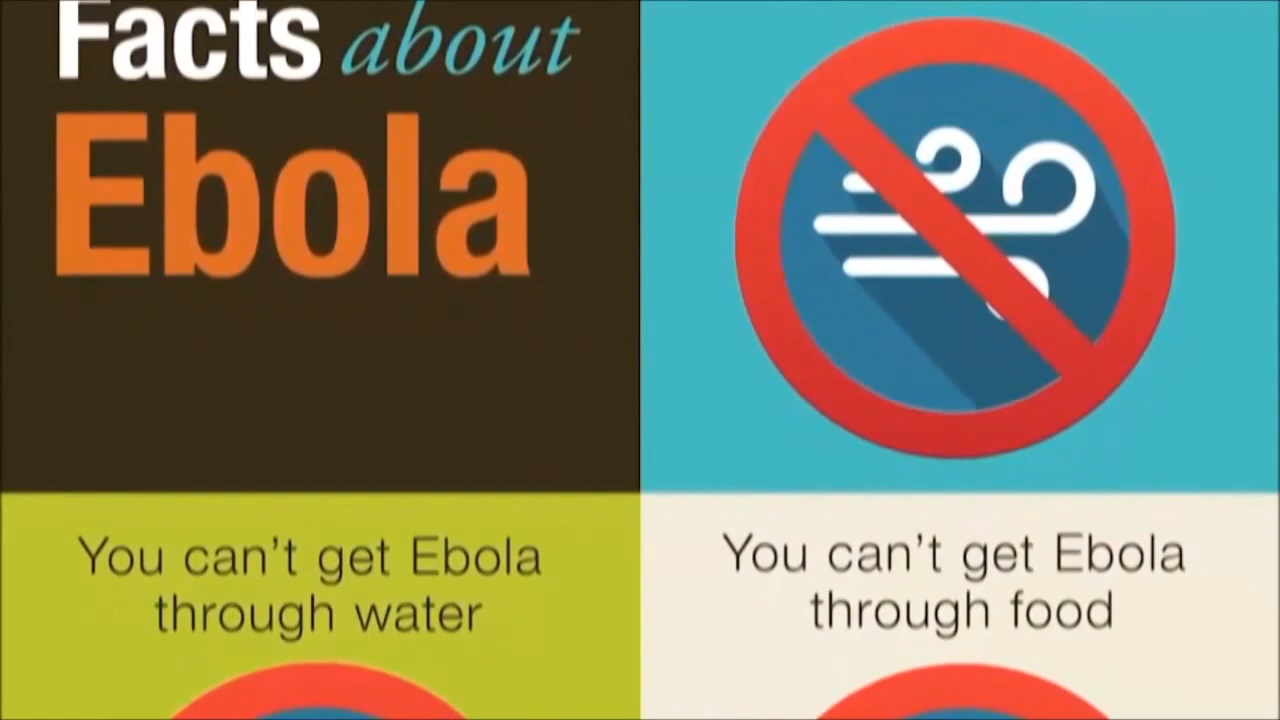 Facts about
Ebola
You can't get Ebola
through water
You can't get Ebola
through food